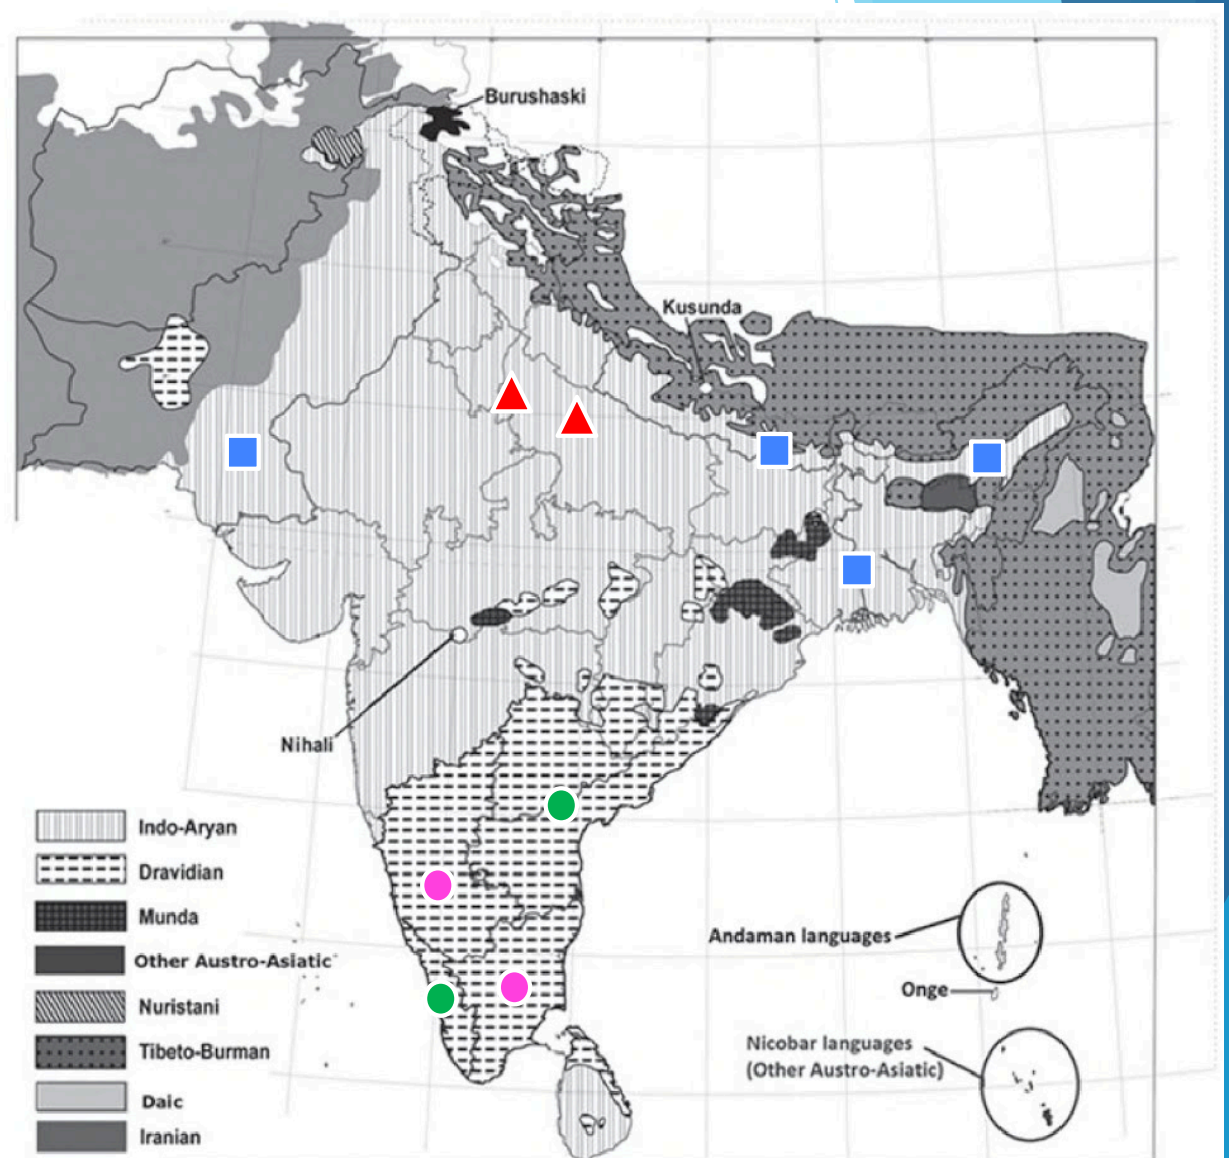 Burushaski
Kusunda
Nihali
Indo-Aryan
Dravidian
Munda
Other Austro-Asiatic
Nuristani
Tibeto-Burman
Daic
Iranian
Andaman languages
Onge
Nicobar languages
(Other Austro-Asiatic)